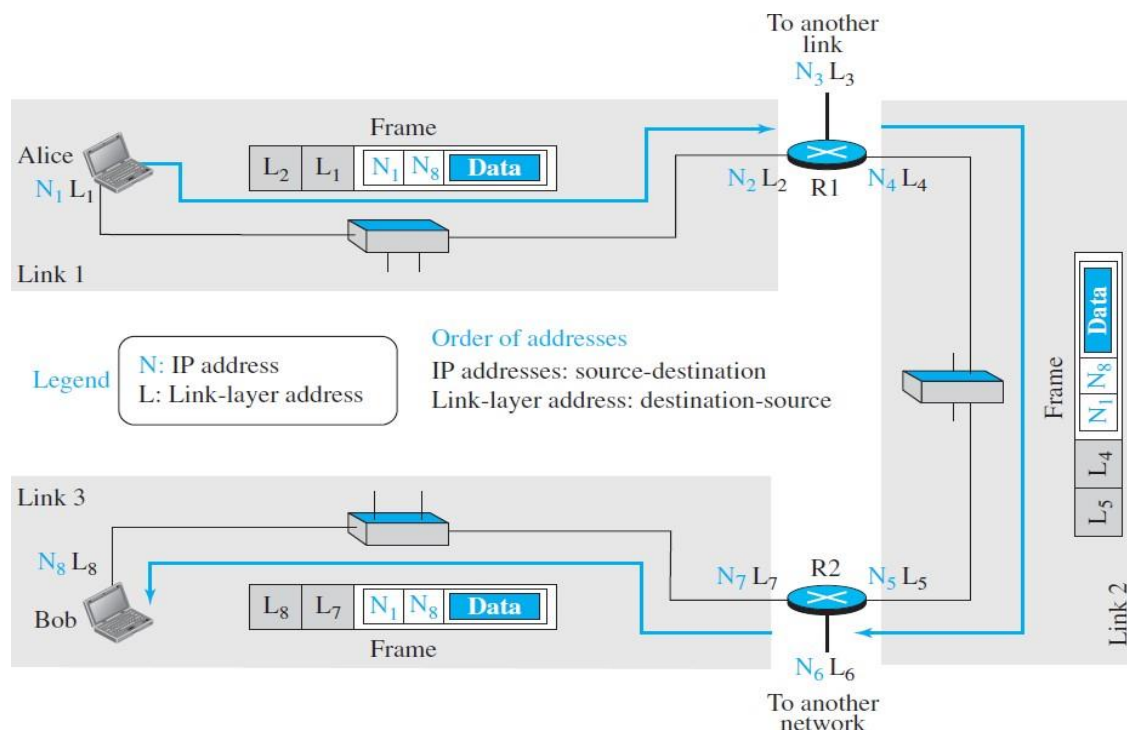 To another
link
N₃ L₃
Frame
Alice
N₁ L₁
L₂ L₁ N₁ N₈ Data
N₂ L₂
R1
N₄ L₄
Link 1
Legend
N: IP address
L: Link-layer address
Order of addresses
IP addresses: source-destination
Link-layer address: destination-source
Frame
L₅ L₄ N₁ N₈ Data
Link 2
Link 3
N₈ L₈
Bob
L₈ L₇ N₁ N₈ Data
Frame
N₇ L₇
R2
N₅ L₅
N₆ L₆
To another
network